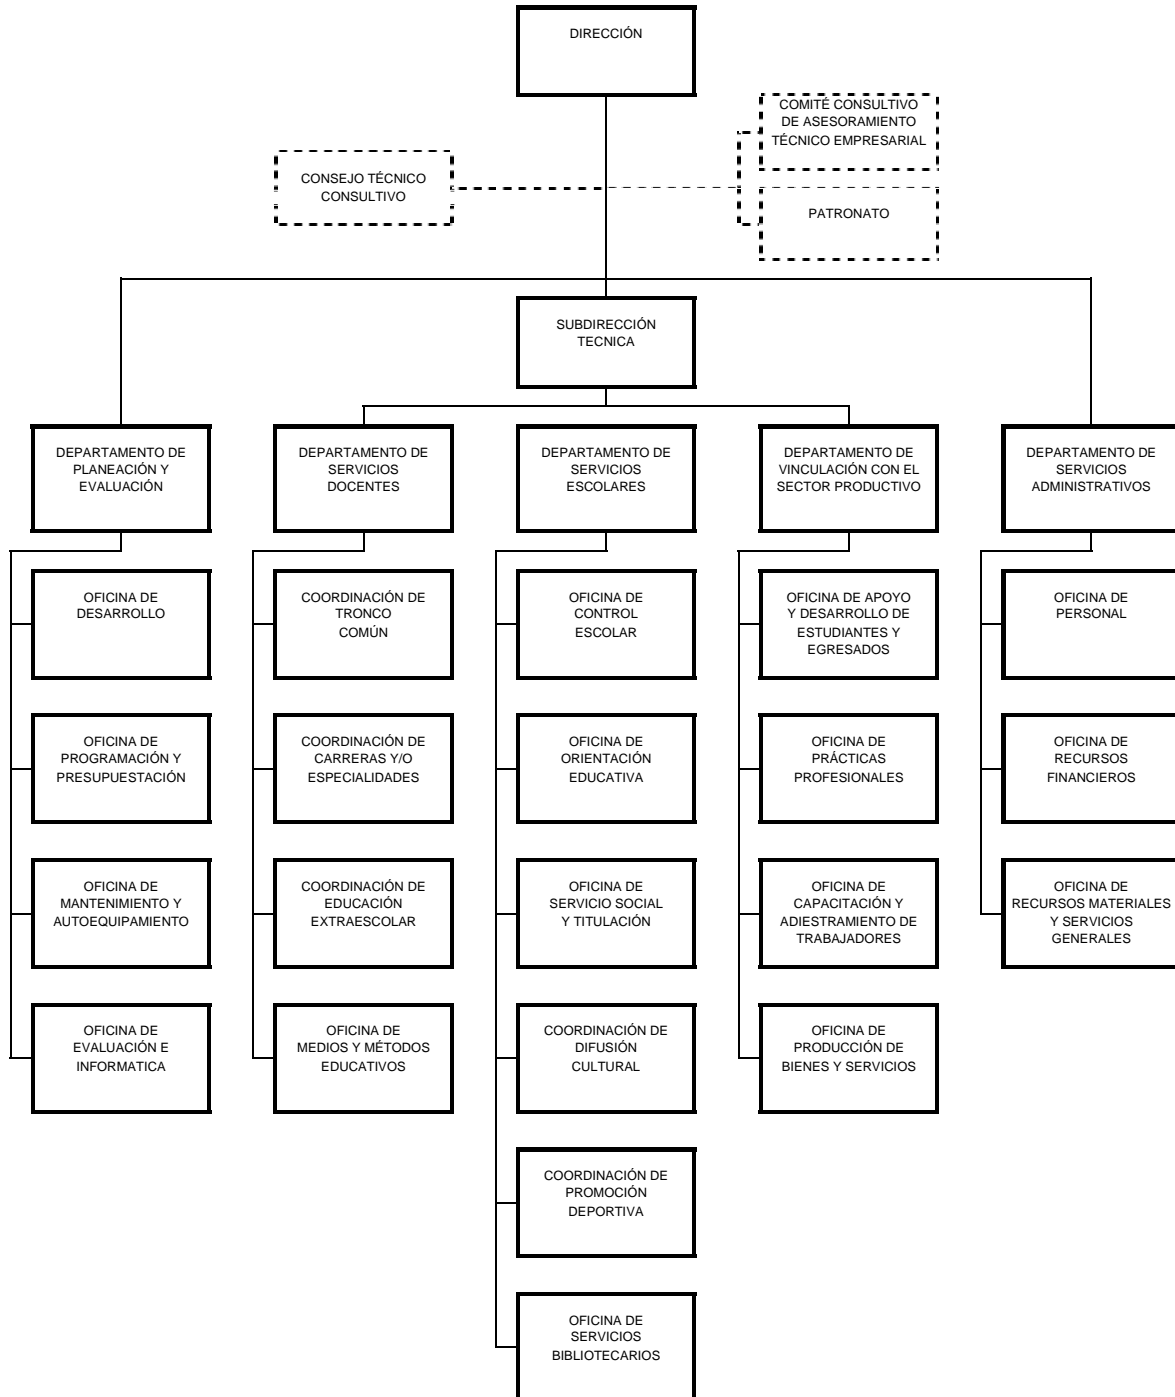 DIRECCIÓN
COMITÉ CONSULTIVO
DE ASESORAMIENTO
TÉCNICO EMPRESARIAL
CONSEJO TÉCNICO
CONSULTIVO
PATRONATO
SUBDIRECCIÓN
TECNICA
DEPARTAMENTO DE
PLANEACIÓN Y
EVALUACIÓN
DEPARTAMENTO DE
SERVICIOS
DOCENTES
DEPARTAMENTO DE
SERVICIOS
ESCOLARES
DEPARTAMENTO DE
VINCULACIÓN CON EL
SECTOR PRODUCTIVO
DEPARTAMENTO DE
SERVICIOS
ADMINISTRATIVOS
OFICINA DE
DESARROLLO
COORDINACIÓN DE
TRONCO
COMÚN
OFICINA DE
CONTROL
ESCOLAR
OFICINA DE APOYO
Y DESARROLLO DE
ESTUDIANTES Y
EGRESADOS
OFICINA DE
PERSONAL
OFICINA DE
PROGRAMACIÓN Y
PRESUPUESTACIÓN
COORDINACIÓN DE
CARRERAS Y/O
ESPECIALIDADES
OFICINA DE
ORIENTACIÓN
EDUCATIVA
OFICINA DE
PRÁCTICAS
PROFESIONALES
OFICINA DE
RECURSOS
FINANCIEROS
OFICINA DE
MANTENIMIENTO Y
AUTOEQUIPAMIENTO
COORDINACIÓN DE
EDUCACIÓN
EXTRAESCOLAR
OFICINA DE
SERVICIO SOCIAL
Y TITULACIÓN
OFICINA DE
CAPACITACIÓN Y
ADIESTRAMIENTO DE
TRABAJADORES
OFICINA DE
RECURSOS MATERIALES
Y SERVICIOS
GENERALES
OFICINA DE
EVALUACIÓN E
INFORMATICA
OFICINA DE
MEDIOS Y MÉTODOS
EDUCATIVOS
COORDINACIÓN DE
DIFUSIÓN
CULTURAL
OFICINA DE
PRODUCCIÓN DE
BIENES Y SERVICIOS
COORDINACIÓN DE
PROMOCIÓN
DEPORTIVA
OFICINA DE
SERVICIOS
BIBLIOTECARIOS